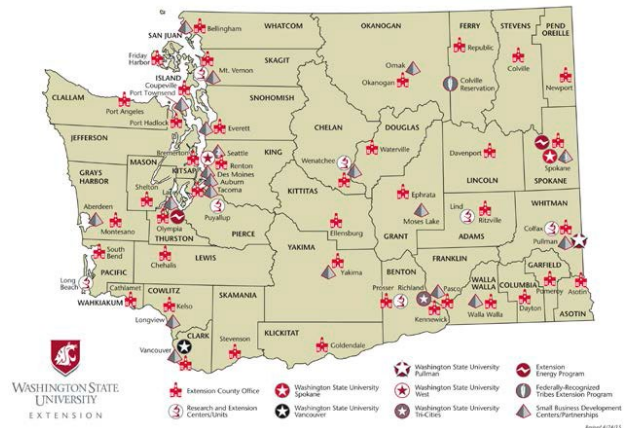 WHATCOM
OKANOGAN
FERRY
STEVENS
PEND
OREILLE
SAN JUAN
Bellingham
Friday
Harbor
SKAGIT
Mt. Vernon
Republic
Omak
Okanogan
Colville
Reservation
Colville
Newport
ISLAND
Coupeville
Port Townsend
CLALLAM
Port Angeles
Port Hadlock
SNOHOMISH
Everett
JEFFERSON
CHELAN
DOUGLAS
Waterville
Wenatchee
Davenport
LINCOLN
Spokane
SPOKANE
Bremerton
KITSAP
Seattle
KING
Renton
Des Moines
Auburn
Tacoma
MASON
Shelton
GRAYS
HARBOR
Aberdeen
Montesano
Olympia
THURSTON
Puyallup
PIERCE
KITTITAS
Ellensburg
Ephrata
Moses Lake
GRANT
Lind
Ritzville
ADAMS
WHITMAN
Colfax
Pullman
South
Bend
PACIFIC
Long
Beach
Chehalis
LEWIS
YAKIMA
Yakima
BENTON
Prosser
Richland
FRANKLIN
Pasco
Kennewick
WALLA
WALLA
Walla Walla
COLUMBIA
Dayton
GARFIELD
Pomeroy
Asotin
ASOTIN
Cathlamet
WAHKIAKUM
COWLITZ
Kelso
Longview
SKAMANIA
CLARK
Vancouver
Stevenson
KLICKITAT
Goldendale
WASHINGTON STATE
UNIVERSITY
EXTENSION
Extension County Office
Research and Extension
Centers/Units
Washington State University
Spokane
Washington State University
Vancouver
Washington State University
Pullman
Washington State University
West
Washington State University
Tri-Cities
Extension
Energy Program
Federally-Recognized
Tribes Extension Program
Small Business Development
Centers/Partnerships